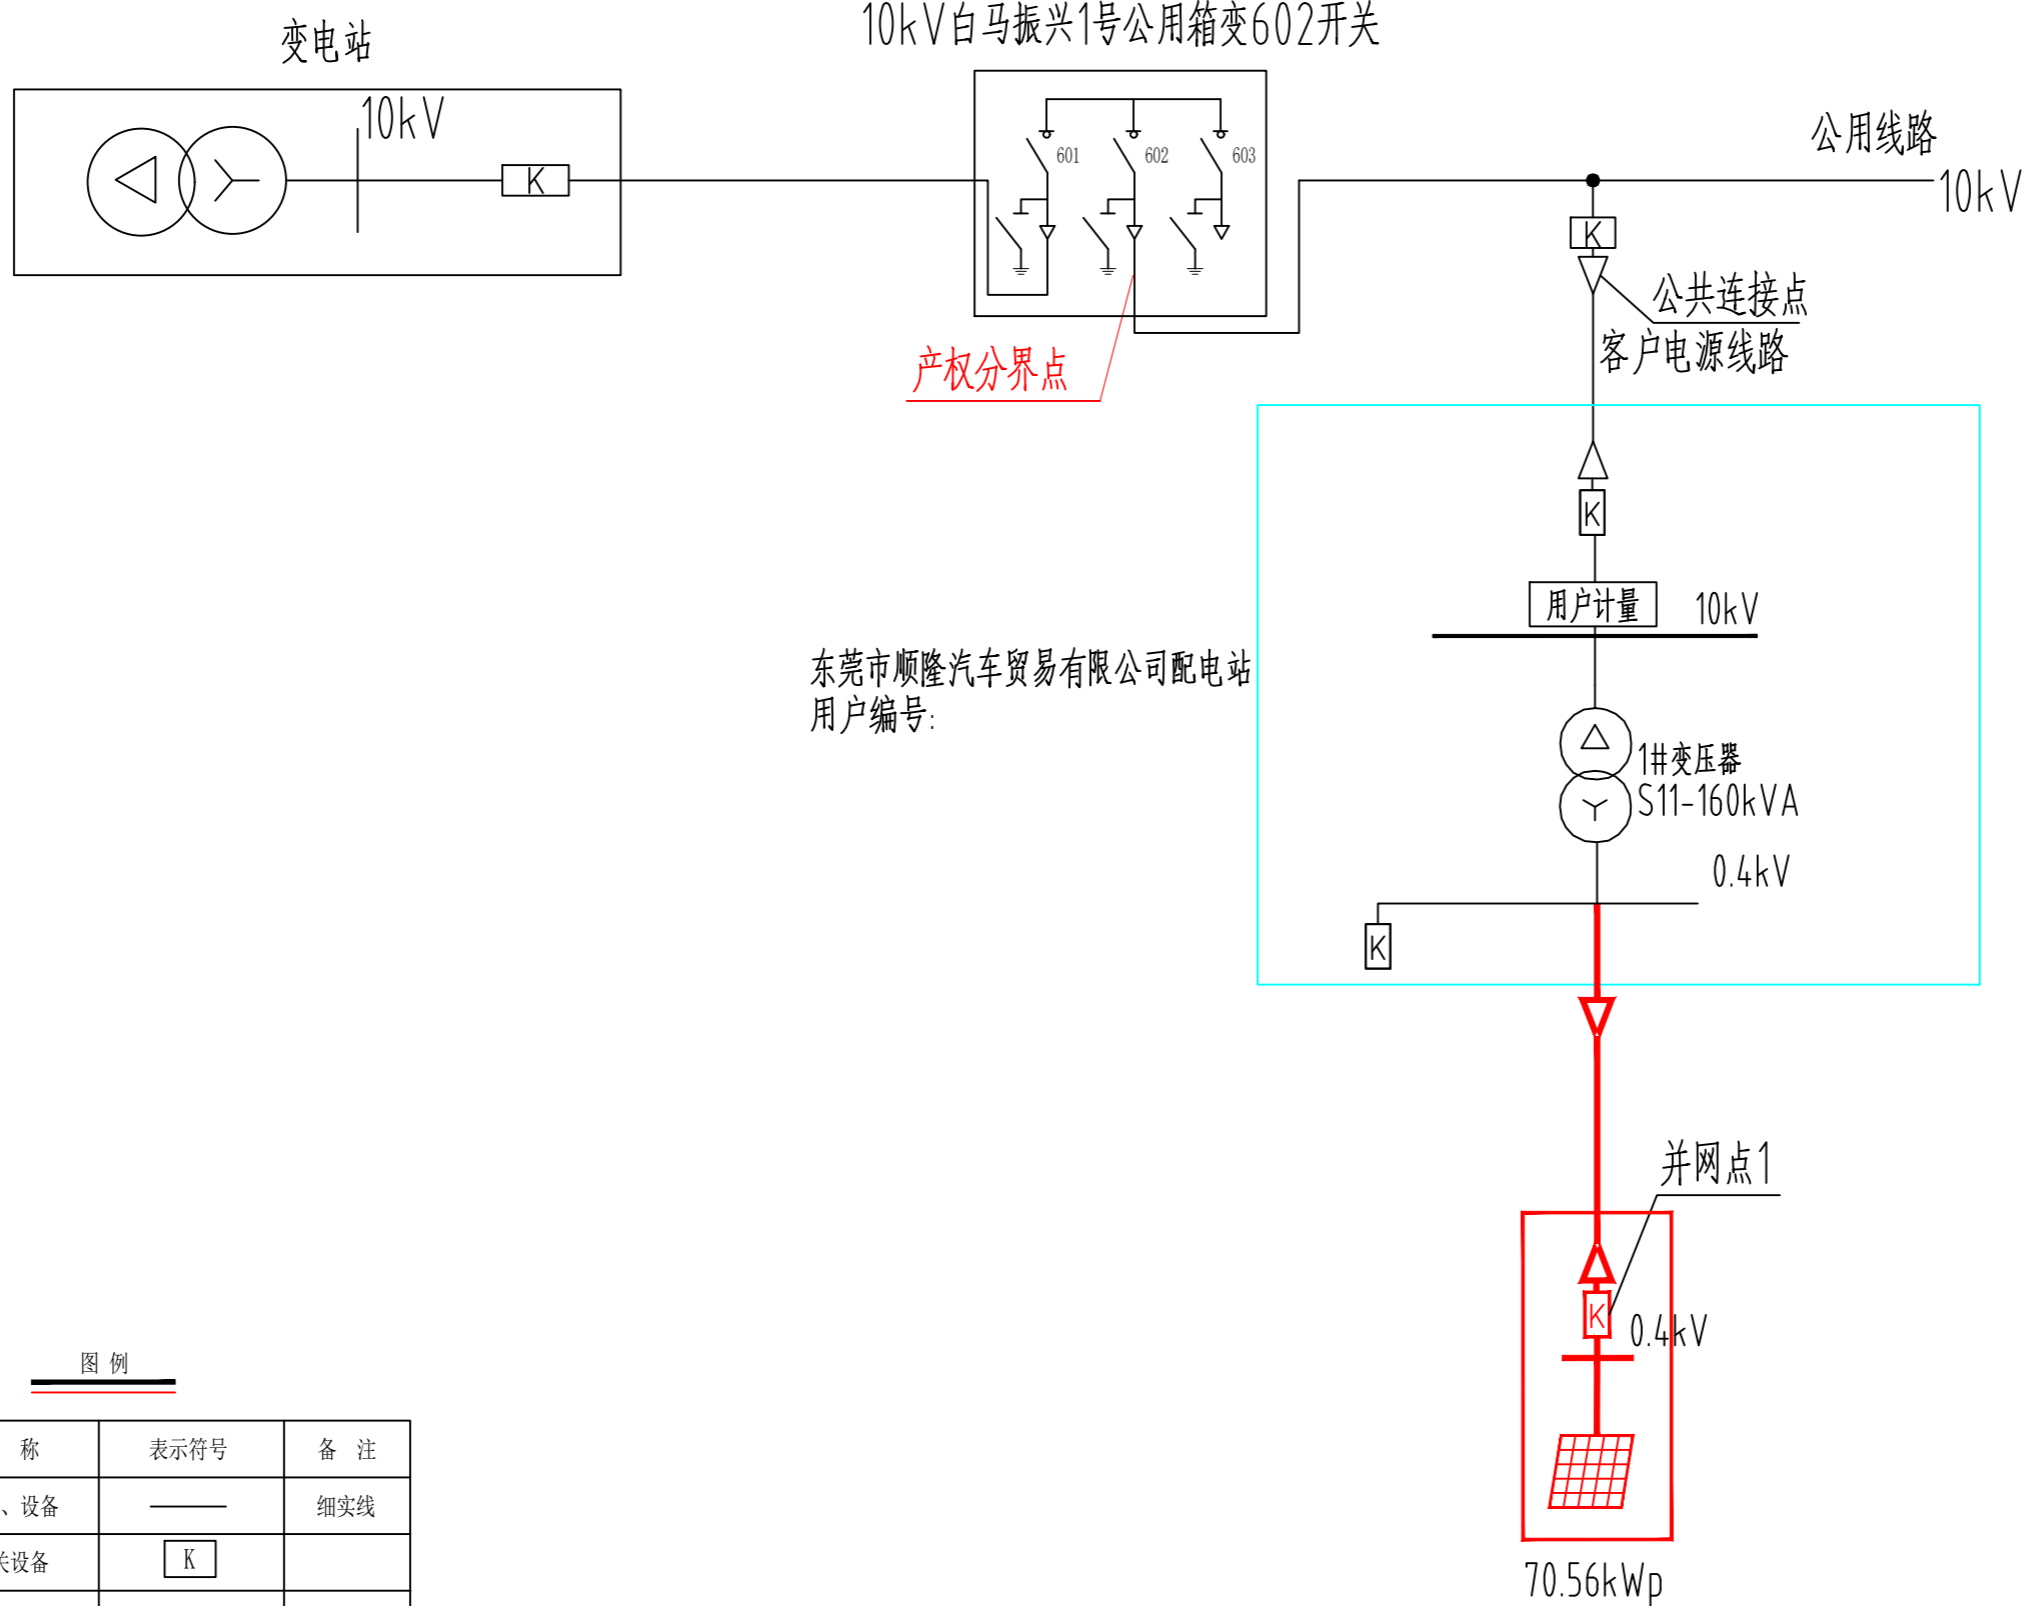 变电站
10kV白马振兴1号公用箱变602开关
10kV
K
601
602
603
公用线路
10kV
K
公共连接点
客户电源线路
产权分界点
K
用户计量
10kV
东莞市顺隆汽车贸易有限公司配电站
用户编号:
1#变压器
S11-160kVA
0.4kV
K
并网点1
K
0.4kV
70.56kWp
图 例
称 表示符号 备 注
、设备 细实线
关设备 K